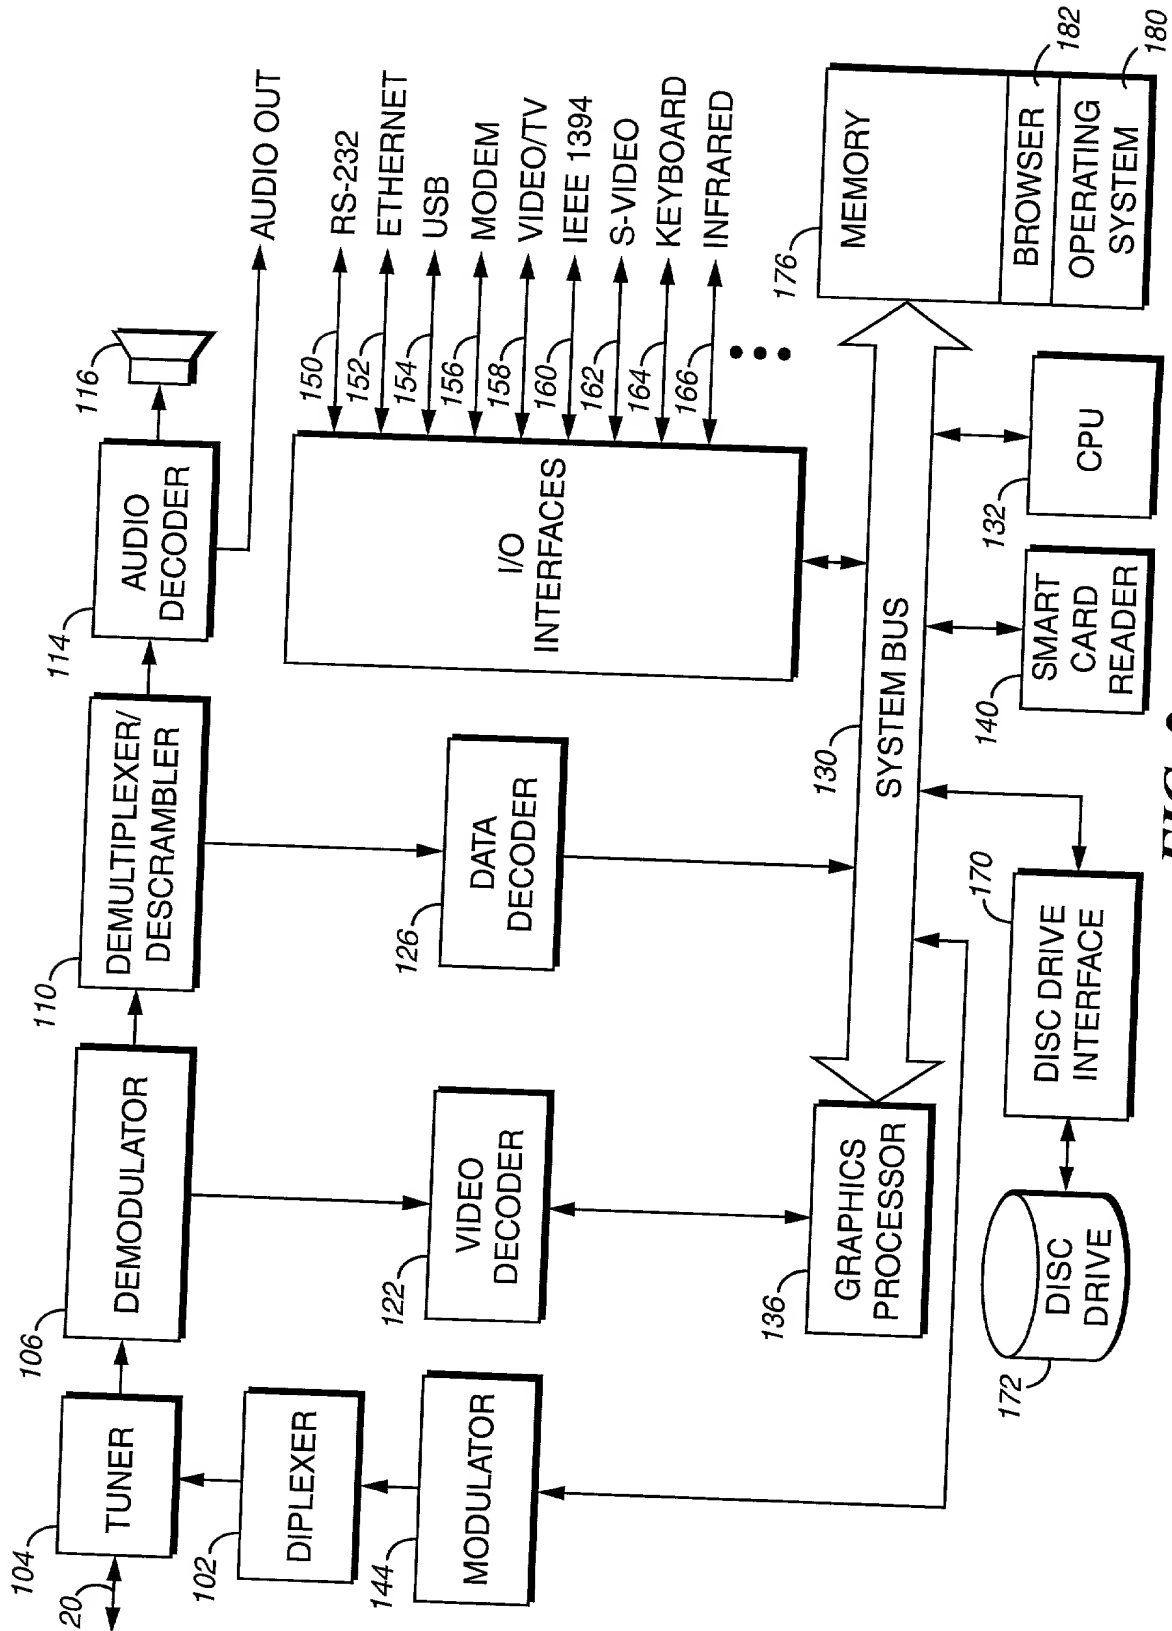 20
104
TUNER
106
DEMODULATOR
110
DEMULTIPLEXER/
DESCRAMBLER
114
AUDIO
DECODER
116
AUDIO OUT
102
DIPLEXER
144
MODULATOR
122
VIDEO
DECODER
126
DATA
DECODER
I/O
INTERFACES
150
RS-232
152
ETHERNET
154
USB
156
MODEM
158
VIDEO/TV
160
IEEE 1394
162
S-VIDEO
164
KEYBOARD
166
INFRARED
136
GRAPHICS
PROCESSOR
130
SYSTEM BUS
176
MEMORY
BROWSER
182
OPERATING
SYSTEM
180
172
DISC
DRIVE
170
DISC DRIVE
INTERFACE
140
SMART
CARD
READER
132
CPU